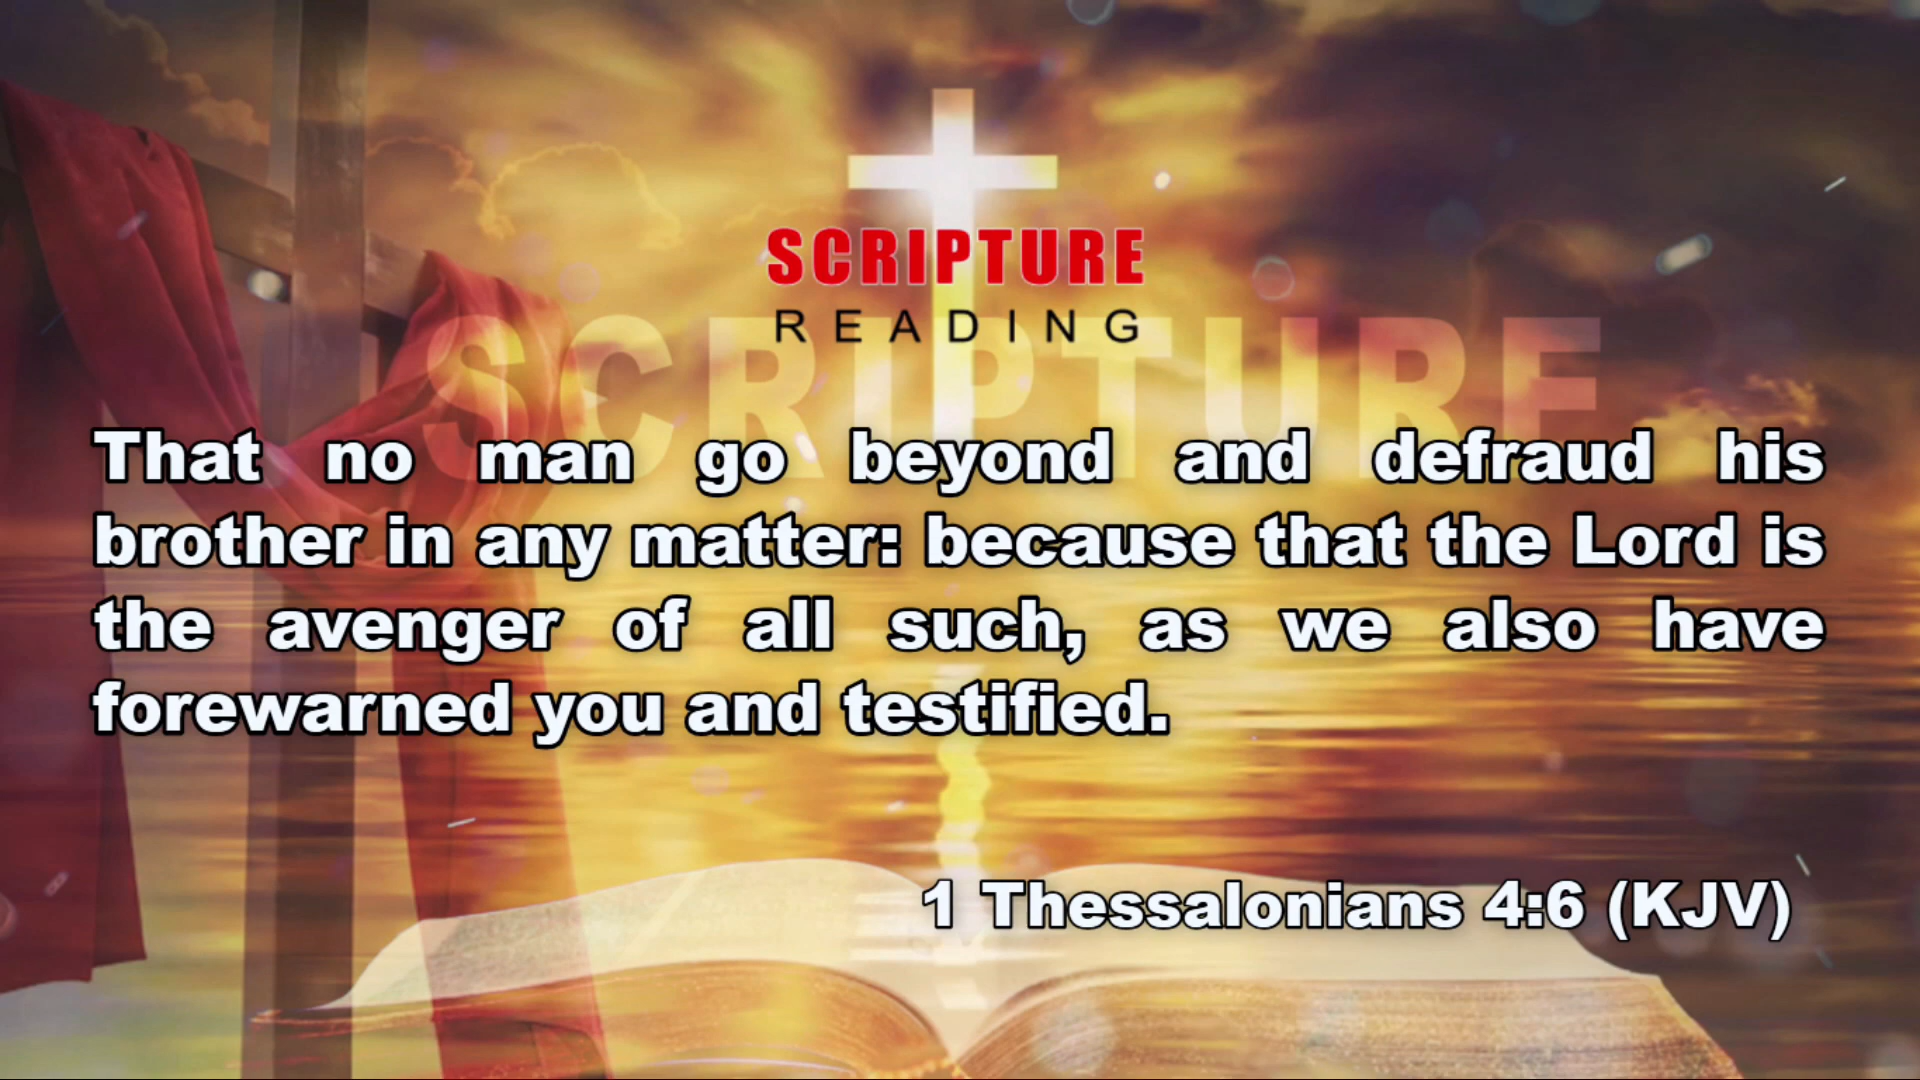 SCRIPTURE
READING
SCRIPTURE
That no man go beyond and defraud his
brother in any matter: because that the Lord is
the avenger of all such, as we also have
forewarned you and testified.
1 Thessalonians 4:6 (KJV)